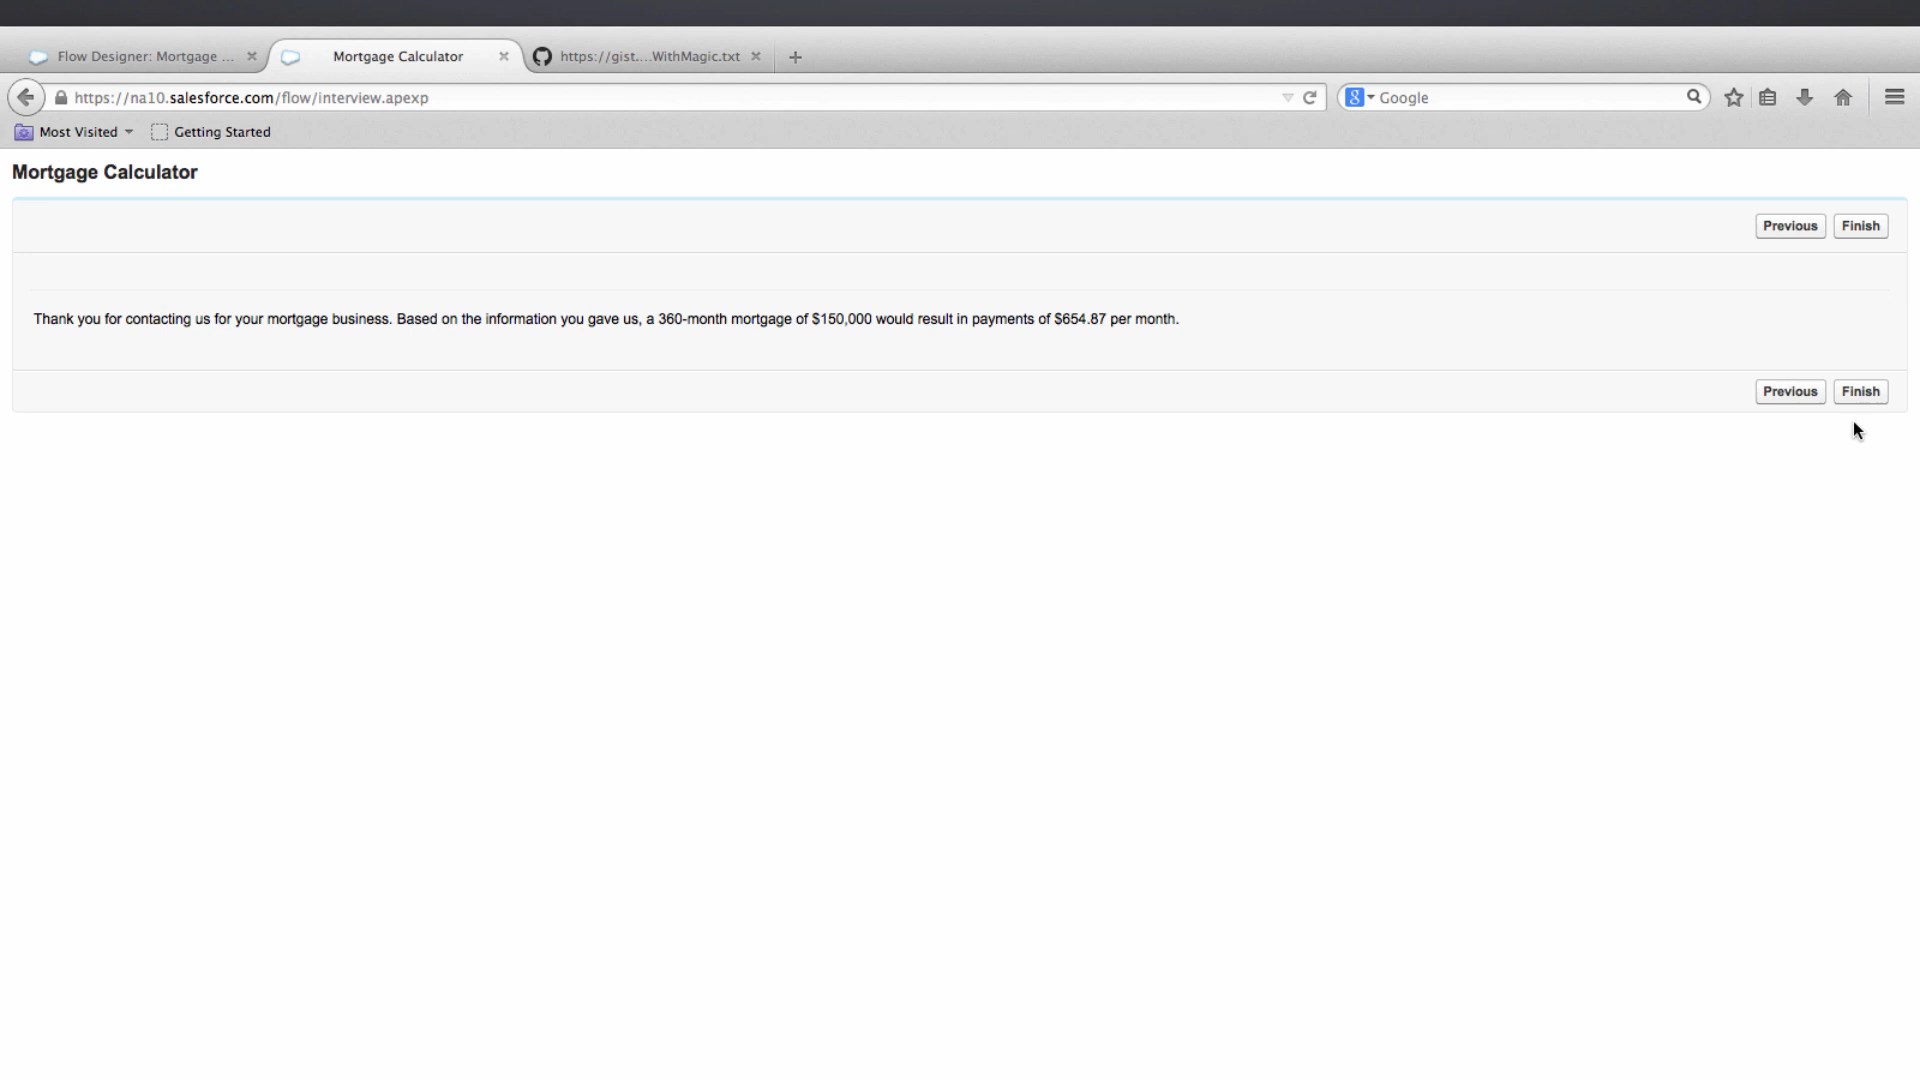 Flow Designer: Mortgage ...
Mortgage Calculator
https://gist....WithMagic.txt
https://na10.salesforce.com/flow/interview.apexp
8
Google
Most Visited
Getting Started
Mortgage Calculator
Previous
Finish
Thank you for contacting us for your mortgage business. Based on the information you gave us, a 360-month mortgage of $150,000 would result in payments of $654.87 per month.
Previous
Finish